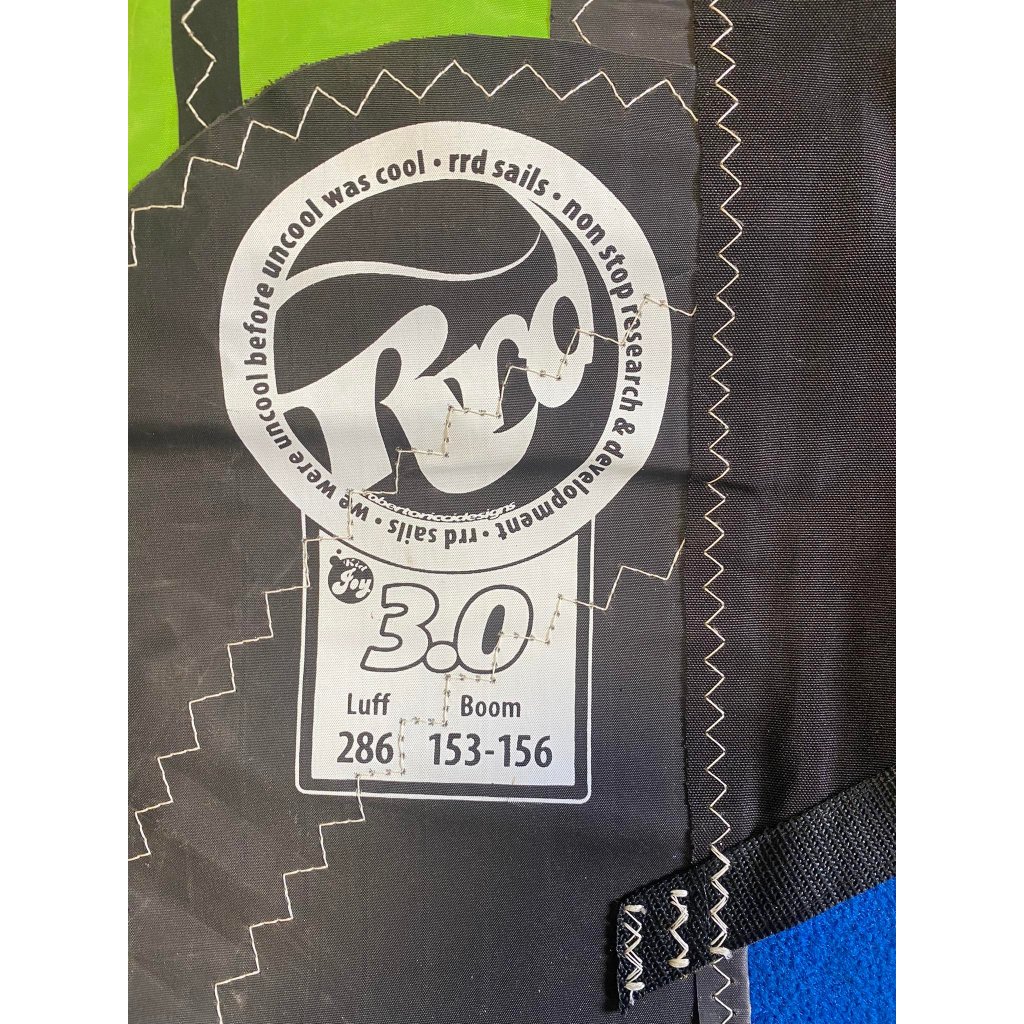 we were uncool before uncool was cool • rrd sails • non stop research & development • rrd sails •
rrd
robertoriccidesigns
Kid
Joy
3.0
Luff Boom
286 153-156